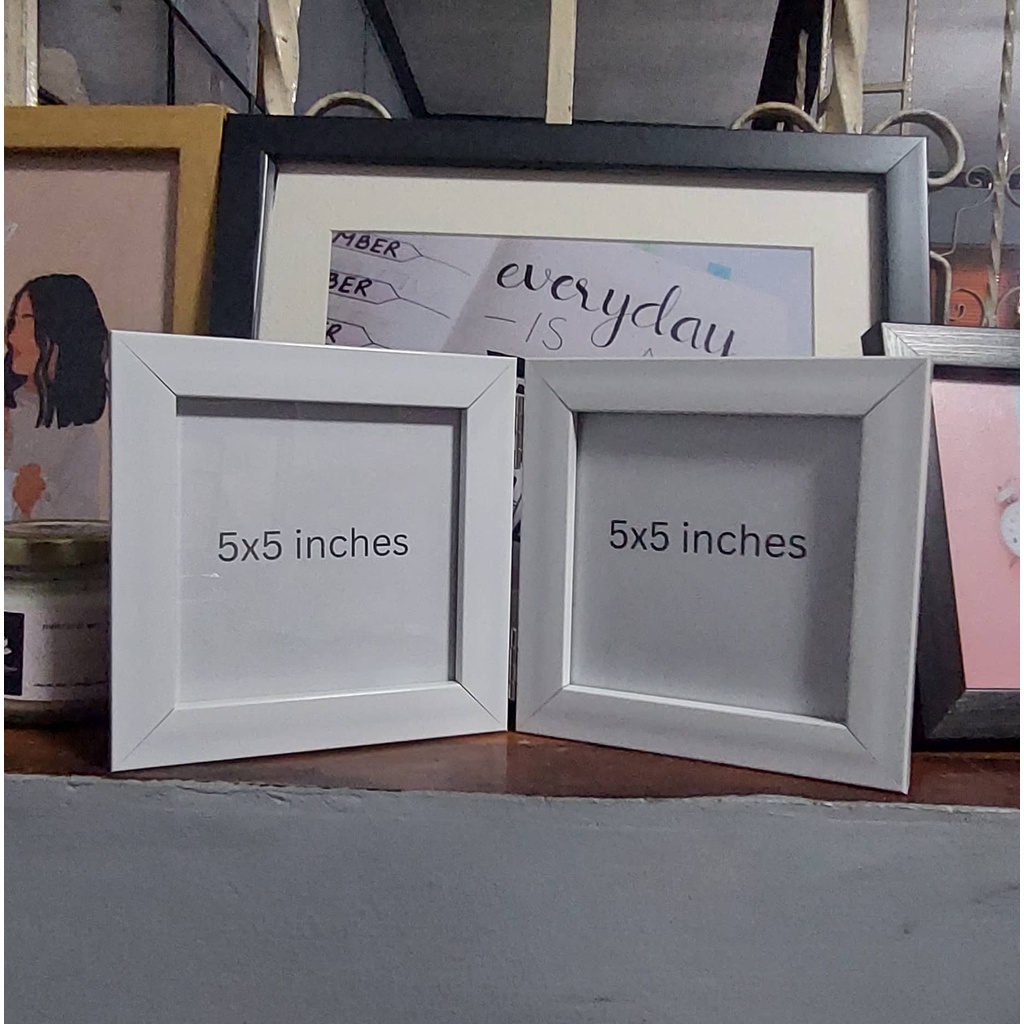 MBER
BER
R
everyday
-IS
5x5 inches
5x5 inches